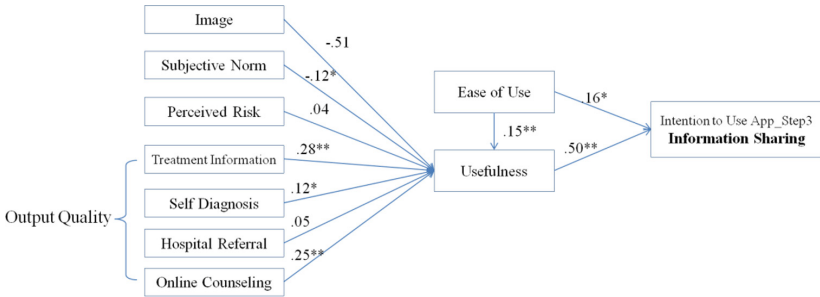 Image
-.51
Subjective Norm
-.12*
Perceived Risk
.04
Treatment Information
.28**
Self Diagnosis
.12*
Hospital Referral
.05
Online Counseling
.25**
Output Quality
Ease of Use
.15**
Usefulness
.16*
.50**
Intention to Use App_Step3
Information Sharing